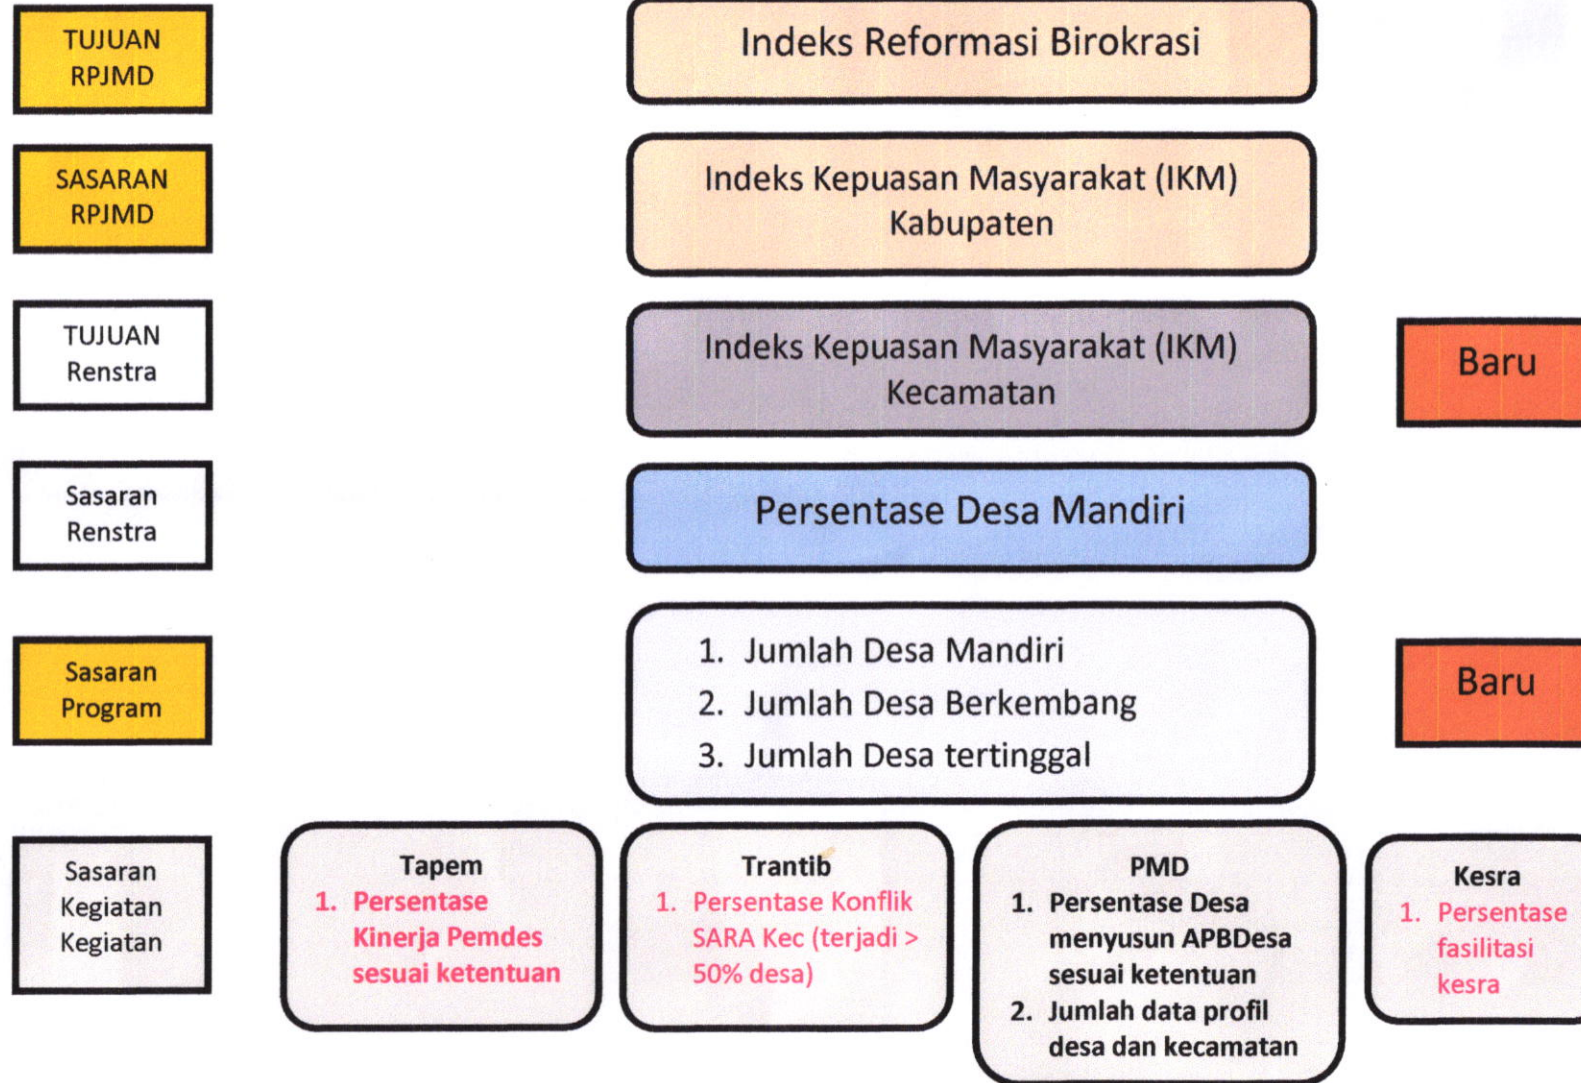 TUJUAN
RPJMD
Indeks Reformasi Birokrasi
SASARAN
RPJMD
Indeks Kepuasan Masyarakat (IKM)
Kabupaten
TUJUAN
Renstra
Indeks Kepuasan Masyarakat (IKM)
Kecamatan
Baru
Sasaran
Renstra
Persentase Desa Mandiri
Sasaran
Program
1. Jumlah Desa Mandiri
2. Jumlah Desa Berkembang
3. Jumlah Desa tertinggal
Baru
Sasaran
Kegiatan
Kegiatan
Tapem
1. Persentase
Kinerja Pemdes
sesuai ketentuan
Trantib
1. Persentase Konflik
SARA Kec (terjadi >
50% desa)
PMD
1. Persentase Desa
menyusun APBDesa
sesuai ketentuan
2. Jumlah data profil
desa dan kecamatan
Kesra
1. Persentase
fasilitasi
kesra